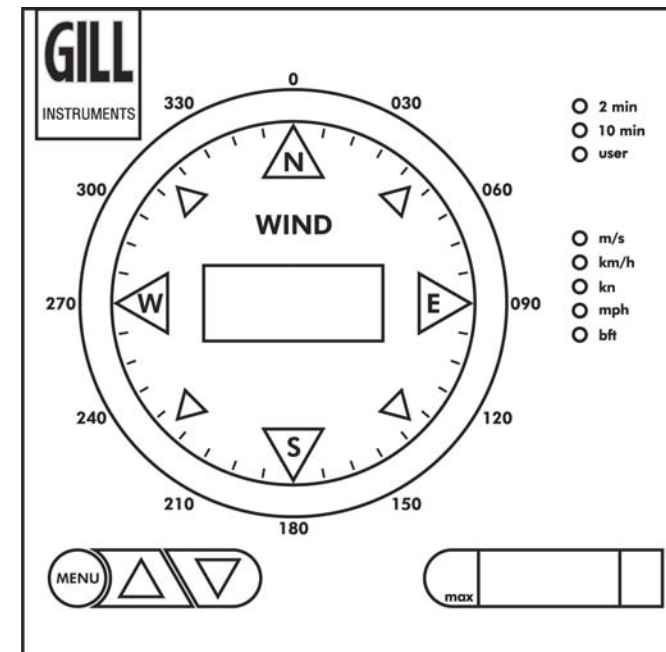 GILL
INSTRUMENTS
0
330
030
300
060
270
090
240
120
210
150
180
N
W
E
S
WIND
2 min
10 min
user
m/s
km/h
kn
mph
bft
MENU
max